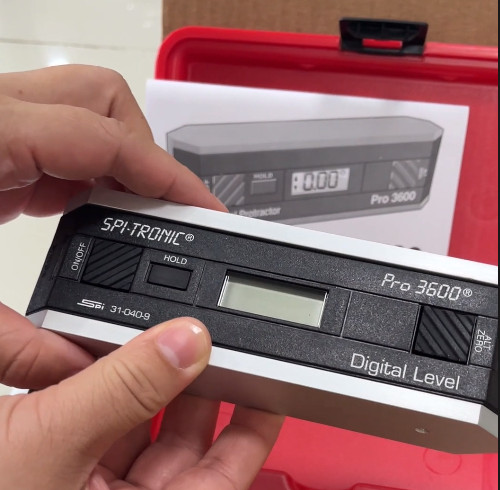 HOLD
0.00
Pro 3600
Protractor
SPI-TRONIC®
Pro 3600®
ON/OFF
HOLD
ALT
ZERO
SPI 31-040-9
Digital Level